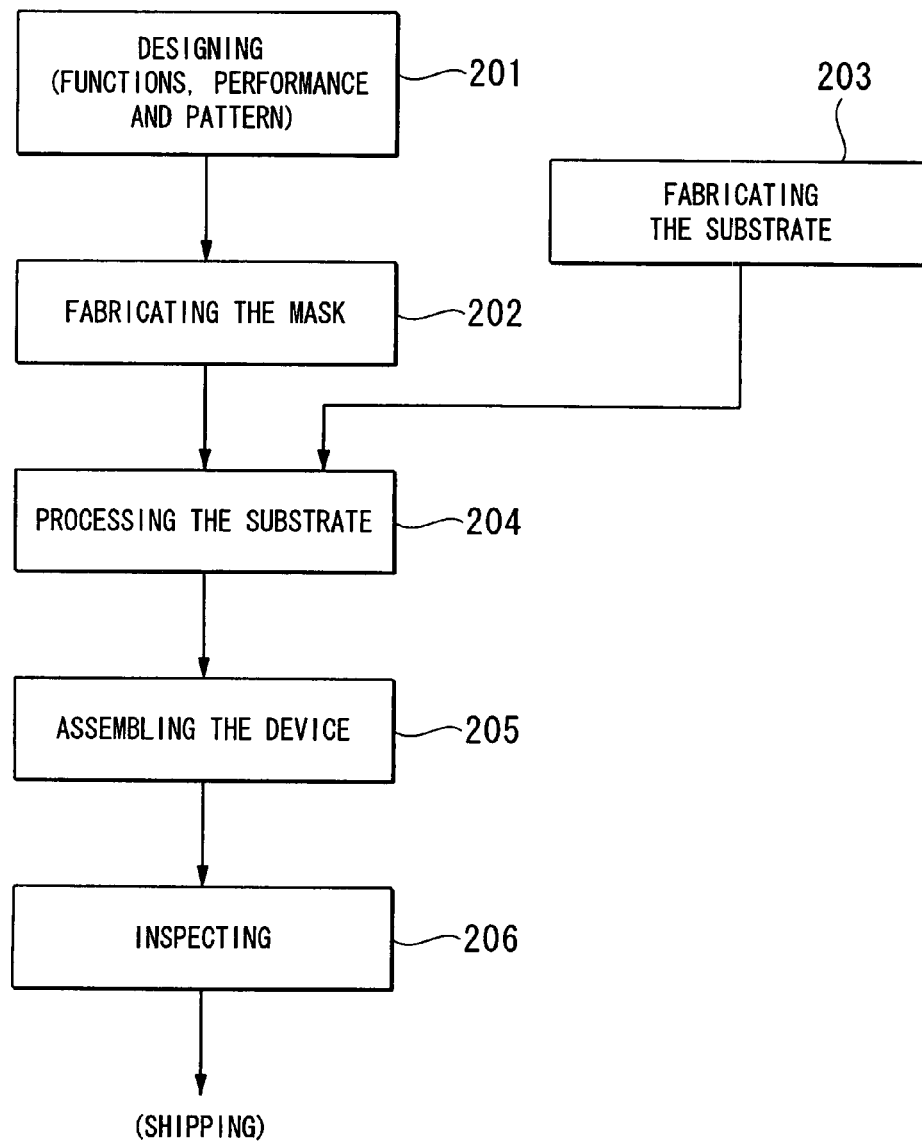 DESIGNING
(FUNCTIONS, PERFORMANCE
AND PATTERN)
201
203
FABRICATING
THE SUBSTRATE
FABRICATING THE MASK
202
PROCESSING THE SUBSTRATE
204
ASSEMBLING THE DEVICE
205
INSPECTING
206
(SHIPPING)